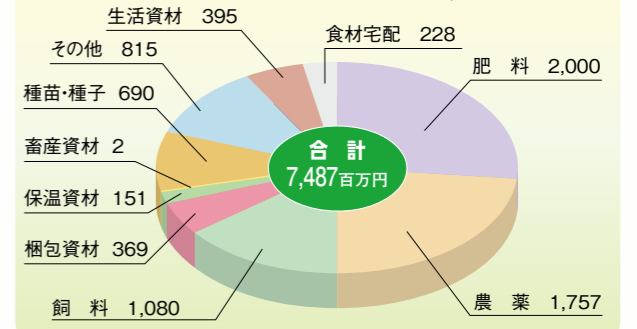 生活資材 395
食材宅配 228
その他 815
肥 料 2,000
種苗・種子 690
合 計
7,487百万円
畜産資材 2
保温資材 151
梱包資材 369
飼 料 1,080
農 薬 1,757